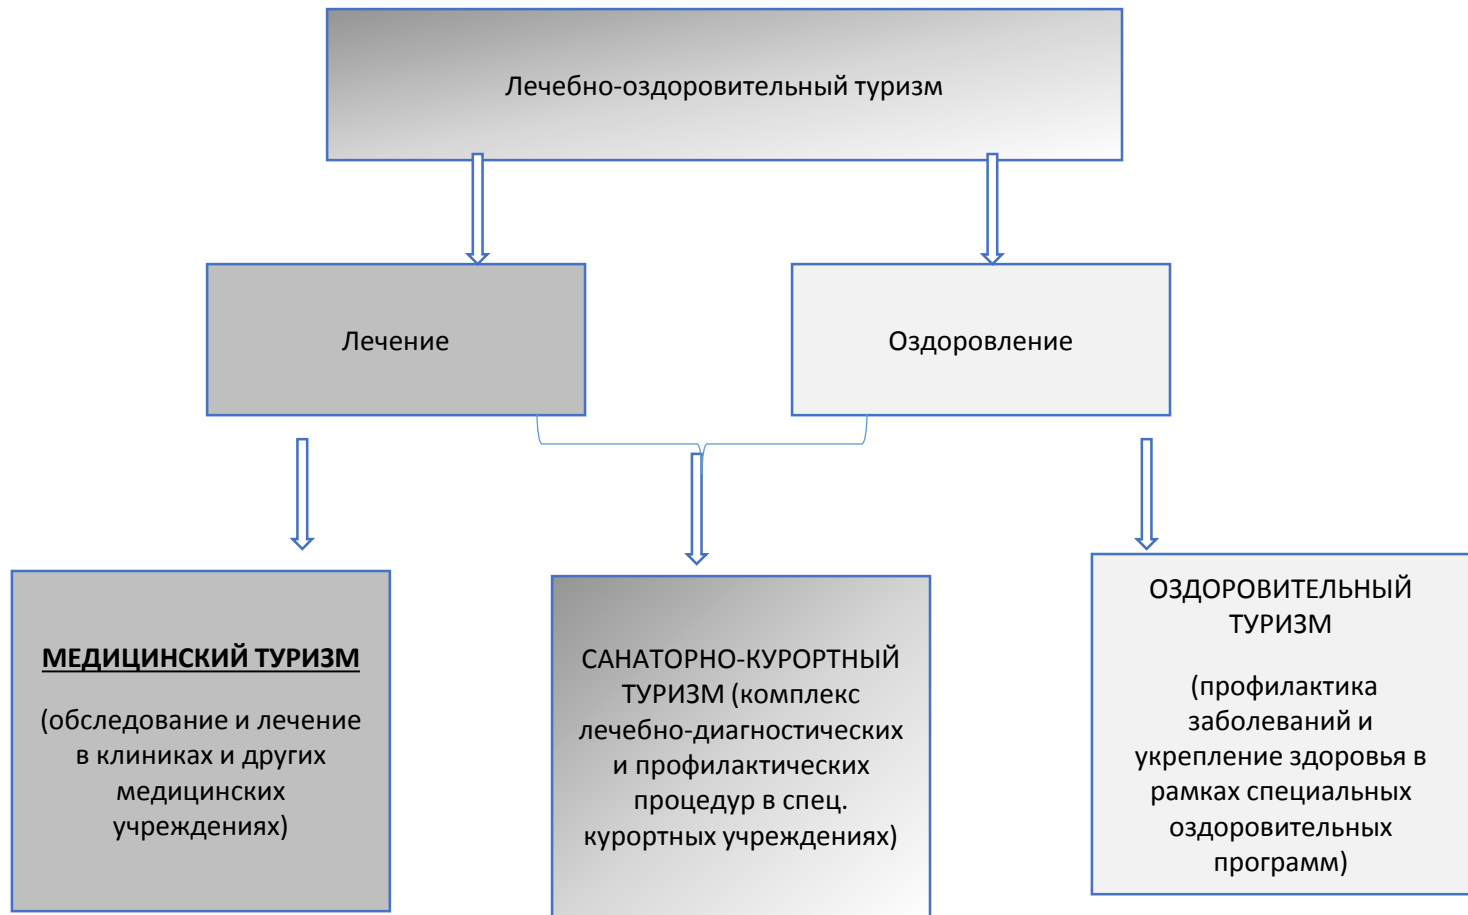 Лечебно-оздоровительный туризм
Лечение
Оздоровление
МЕДИЦИНСКИЙ ТУРИЗМ
(обследование и лечение
в клиниках и других
медицинских
учреждениях)
САНАТОРНО-КУРОРТНЫЙ
ТУРИЗМ (комплекс
лечебно-диагностических
и профилактических
процедур в спец.
курортных учреждениях)
ОЗДОРОВИТЕЛЬНЫЙ
ТУРИЗМ
(профилактика
заболеваний и
укрепление здоровья в
рамках специальных
оздоровительных
программ)